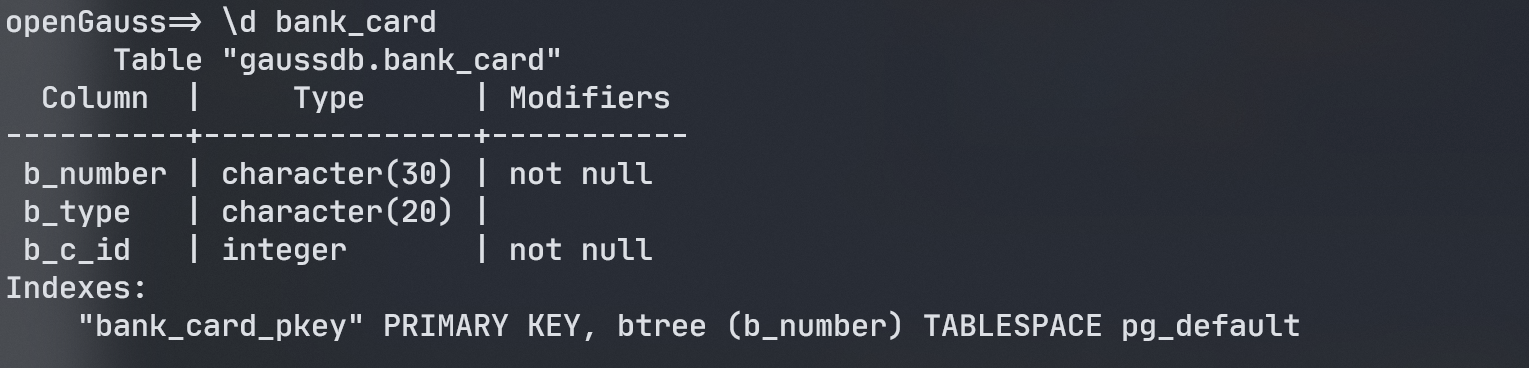 openGauss=> \d bank_card
      Table "gaussdb.bank_card"
  Column  |     Type      | Modifiers
----------+---------------+-----------
 b_number | character(30) | not null
 b_type   | character(20) |
 b_c_id   | integer       | not null
Indexes:
    "bank_card_pkey" PRIMARY KEY, btree (b_number) TABLESPACE pg_default